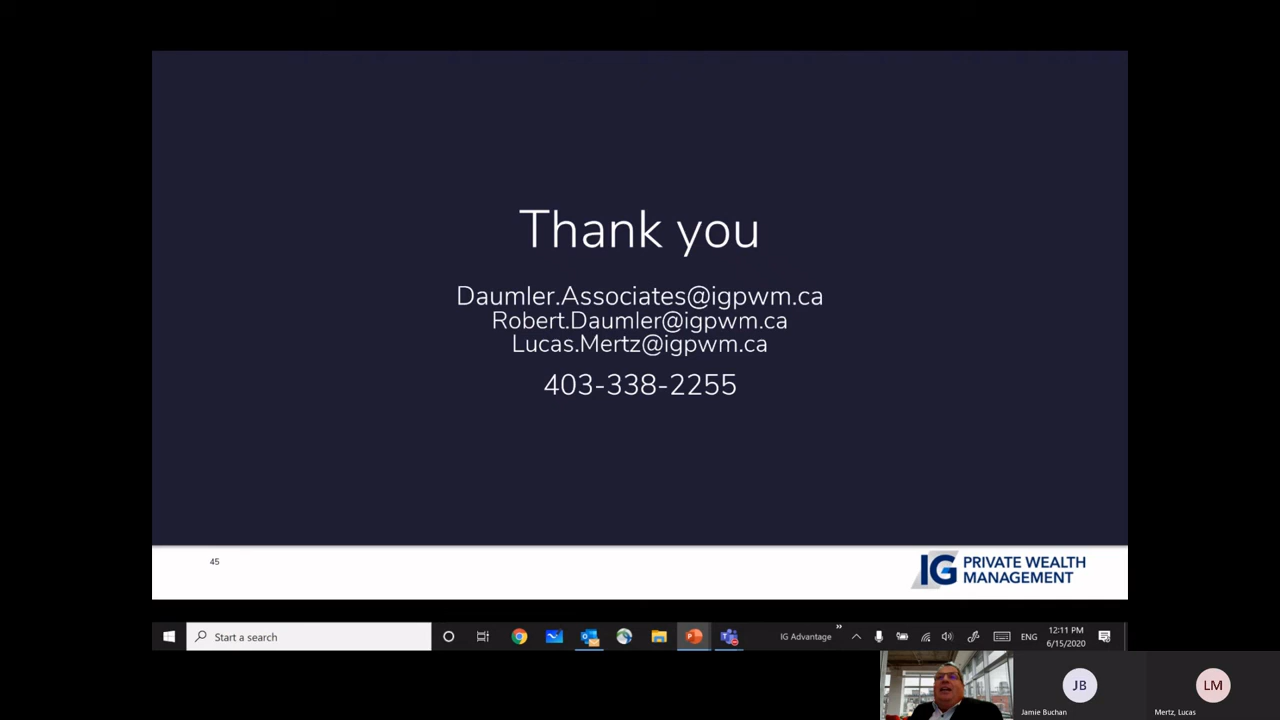 Thank you
Daumler.Associates@igpwm.ca
Robert.Daumler@igpwm.ca
Lucas.Mertz@igpwm.ca
403-338-2255
45
IG PRIVATE WEALTH
MANAGEMENT
Start a search
IG Advantage
»
ENG
12:11 PM
6/15/2020
JB
LM
Jamie Buchan
Mertz, Lucas